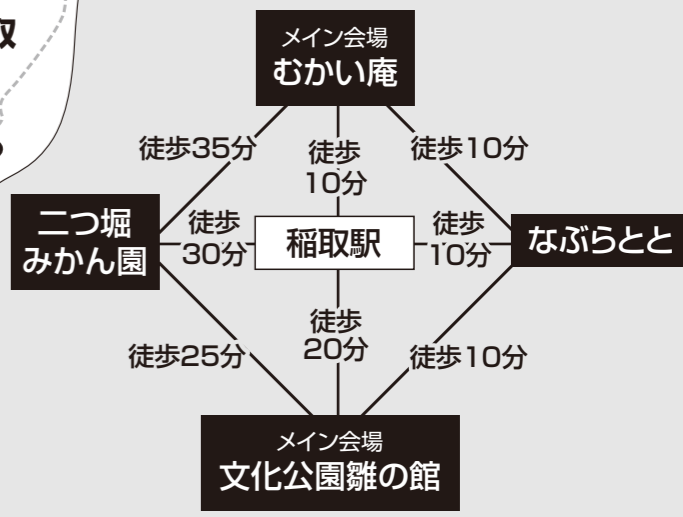 取
メイン会場
むかい庵
徒歩35分
徒歩
10分
徒歩10分
二つ堀
みかん園
徒歩
30分
稲取駅
徒歩
10分
なぶらとと
徒歩
20分
徒歩25分
徒歩10分
メイン会場
文化公園雛の館